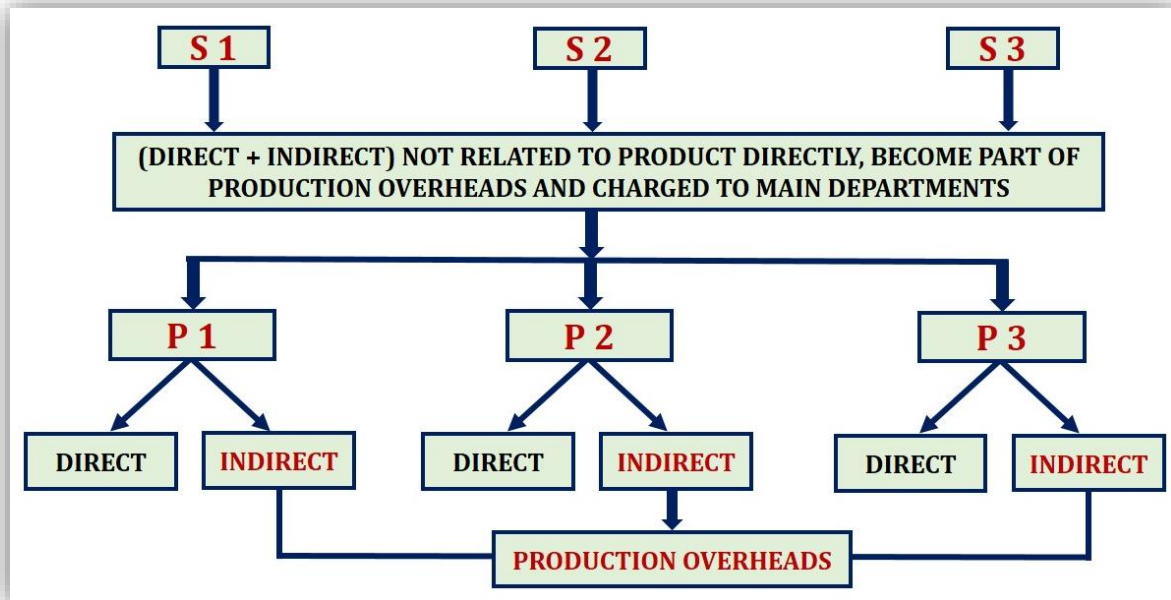 S 1
S 2
S 3
(DIRECT + INDIRECT) NOT RELATED TO PRODUCT DIRECTLY, BECOME PART OF
PRODUCTION OVERHEADS AND CHARGED TO MAIN DEPARTMENTS
P 1
P 2
P 3
DIRECT
INDIRECT
DIRECT
INDIRECT
DIRECT
INDIRECT
PRODUCTION OVERHEADS